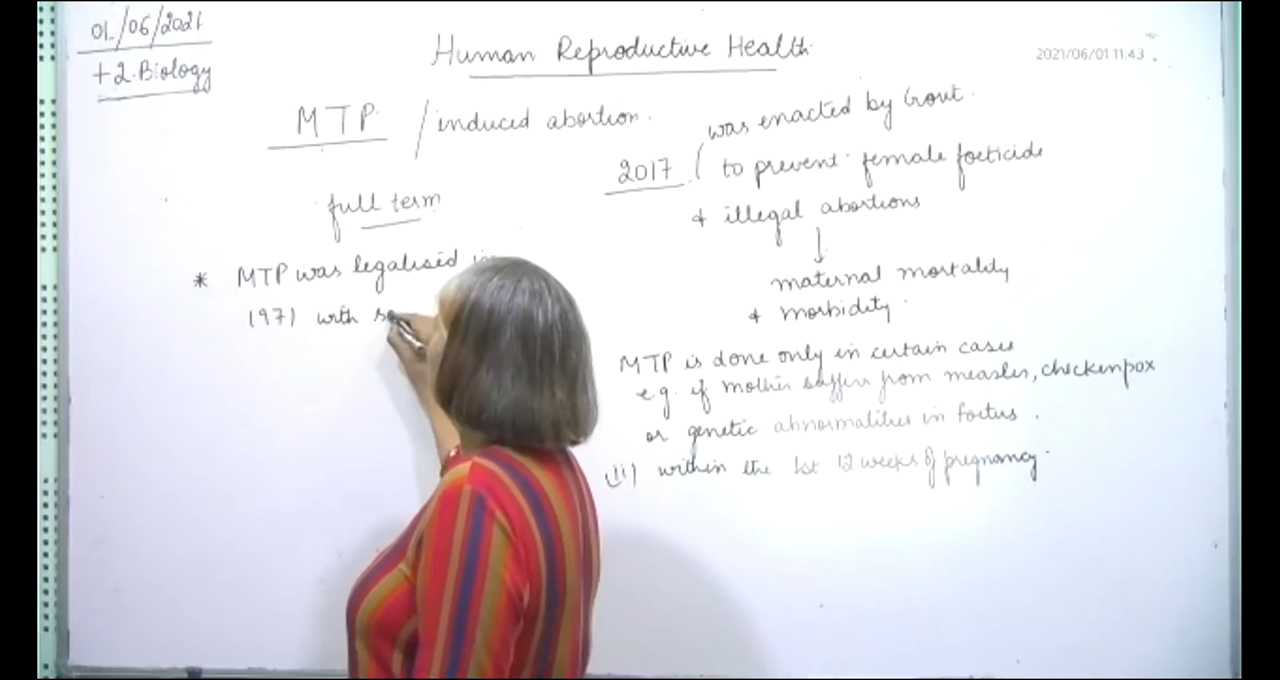 01/06/2021
+2 Biology
Human Reproductive Health
2021/06/01 11:43
MTP / induced abortion.
full term
* MTP was legalised in
1971 with
2017 ( was enacted by Govt.
to prevent female foeticide
& illegal abortions
↓
maternal mortality
& morbidity.
MTP is done only in certain cases
e.g. if mother suffers from measles, chickenpox
or genetic abnormalities in foetus.
(ii) within the 1st 12 weeks of pregnancy.